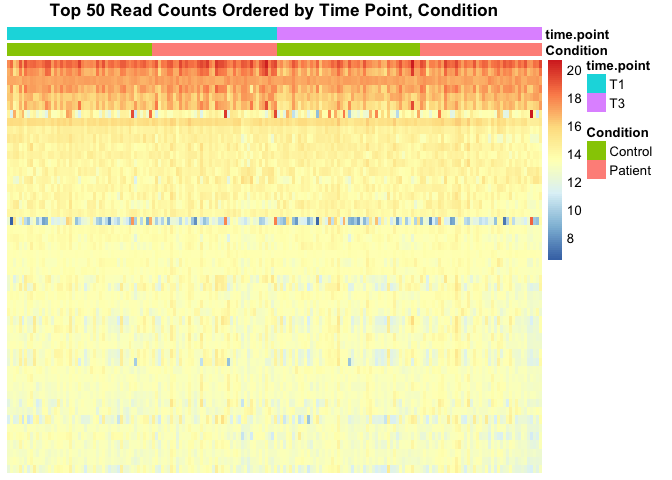 Top 50 Read Counts Ordered by Time Point, Condition
time.point
Condition
20
18
16
14
12
10
8
time.point
T1
T3
Condition
Control
Patient